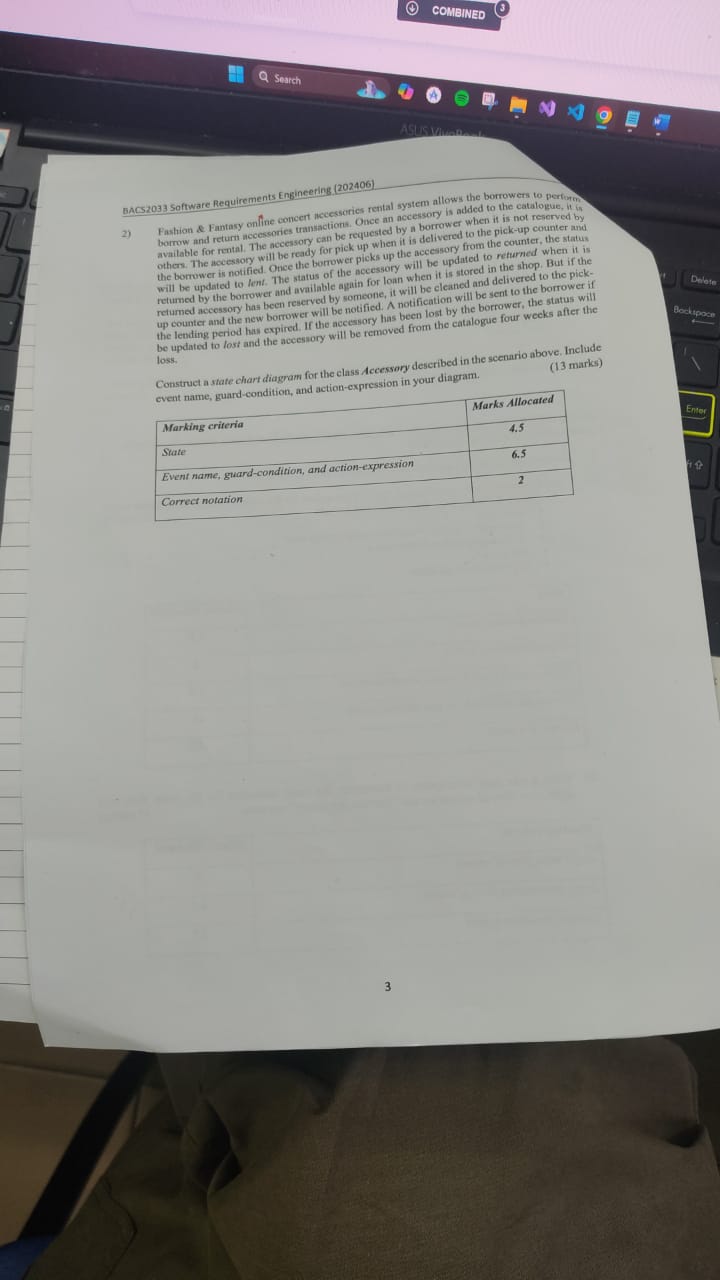 COMBINED
3
Search
ASUS VivoBook
Delete
Backspace
Enter
BACS2033 Software Requirements Engineering (202406)
2) Fashion & Fantasy online concert accessories rental system allows the borrowers to perform
borrow and return accessories transactions. Once an accessory is added to the catalogue, it is
available for rental. The accessory can be requested by a borrower when it is not reserved by
others. The accessory will be ready for pick up when it is delivered to the pick-up counter and
the borrower is notified. Once the borrower picks up the accessory from the counter, the status
will be updated to lent. The status of the accessory will be updated to returned when it is
returned by the borrower and available again for loan when it is stored in the shop. But if the
returned accessory has been reserved by someone, it will be cleaned and delivered to the pick-
up counter and the new borrower will be notified. A notification will be sent to the borrower if
the lending period has expired. If the accessory has been lost by the borrower, the status will
be updated to lost and the accessory will be removed from the catalogue four weeks after the
loss.
Construct a state chart diagram for the class Accessory described in the scenario above. Include
event name, guard-condition, and action-expression in your diagram.
(13 marks)
Marking criteria Marks Allocated
State 4.5
Event name, guard-condition, and action-expression 6.5
Correct notation 2
3